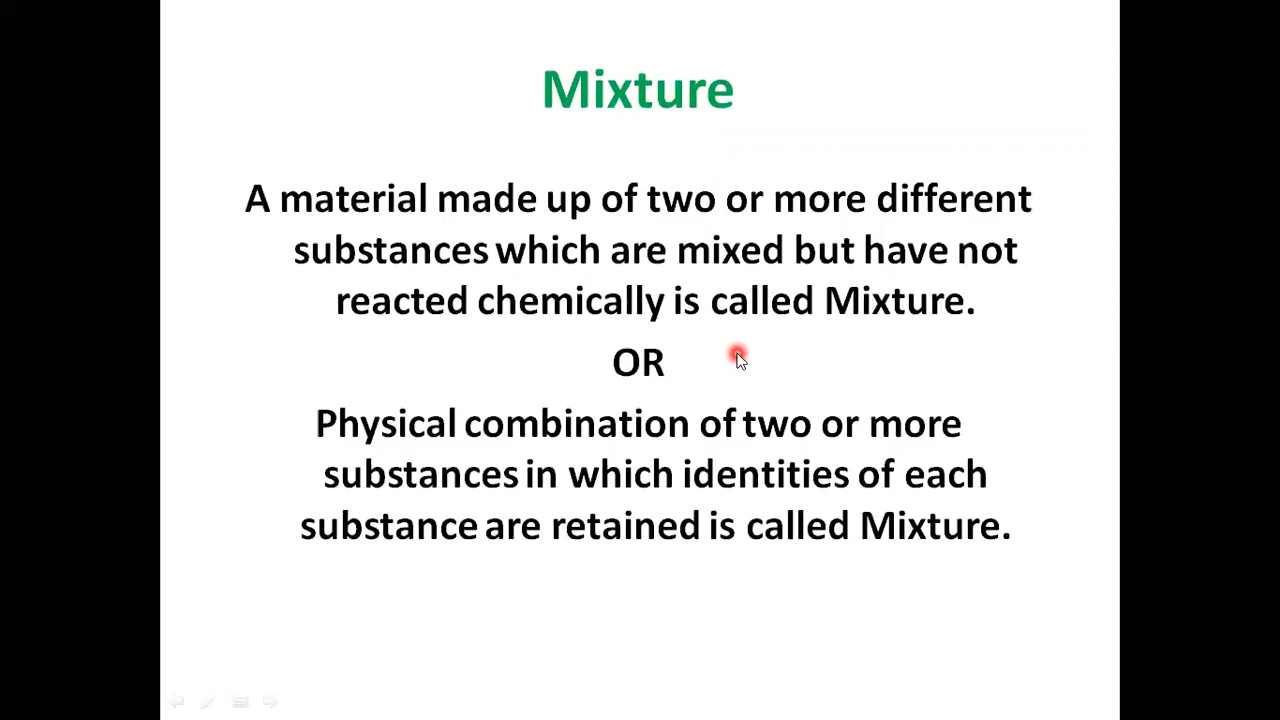 Mixture
A material made up of two or more different
substances which are mixed but have not
reacted chemically is called Mixture.
OR
Physical combination of two or more
substances in which identities of each
substance are retained is called Mixture.